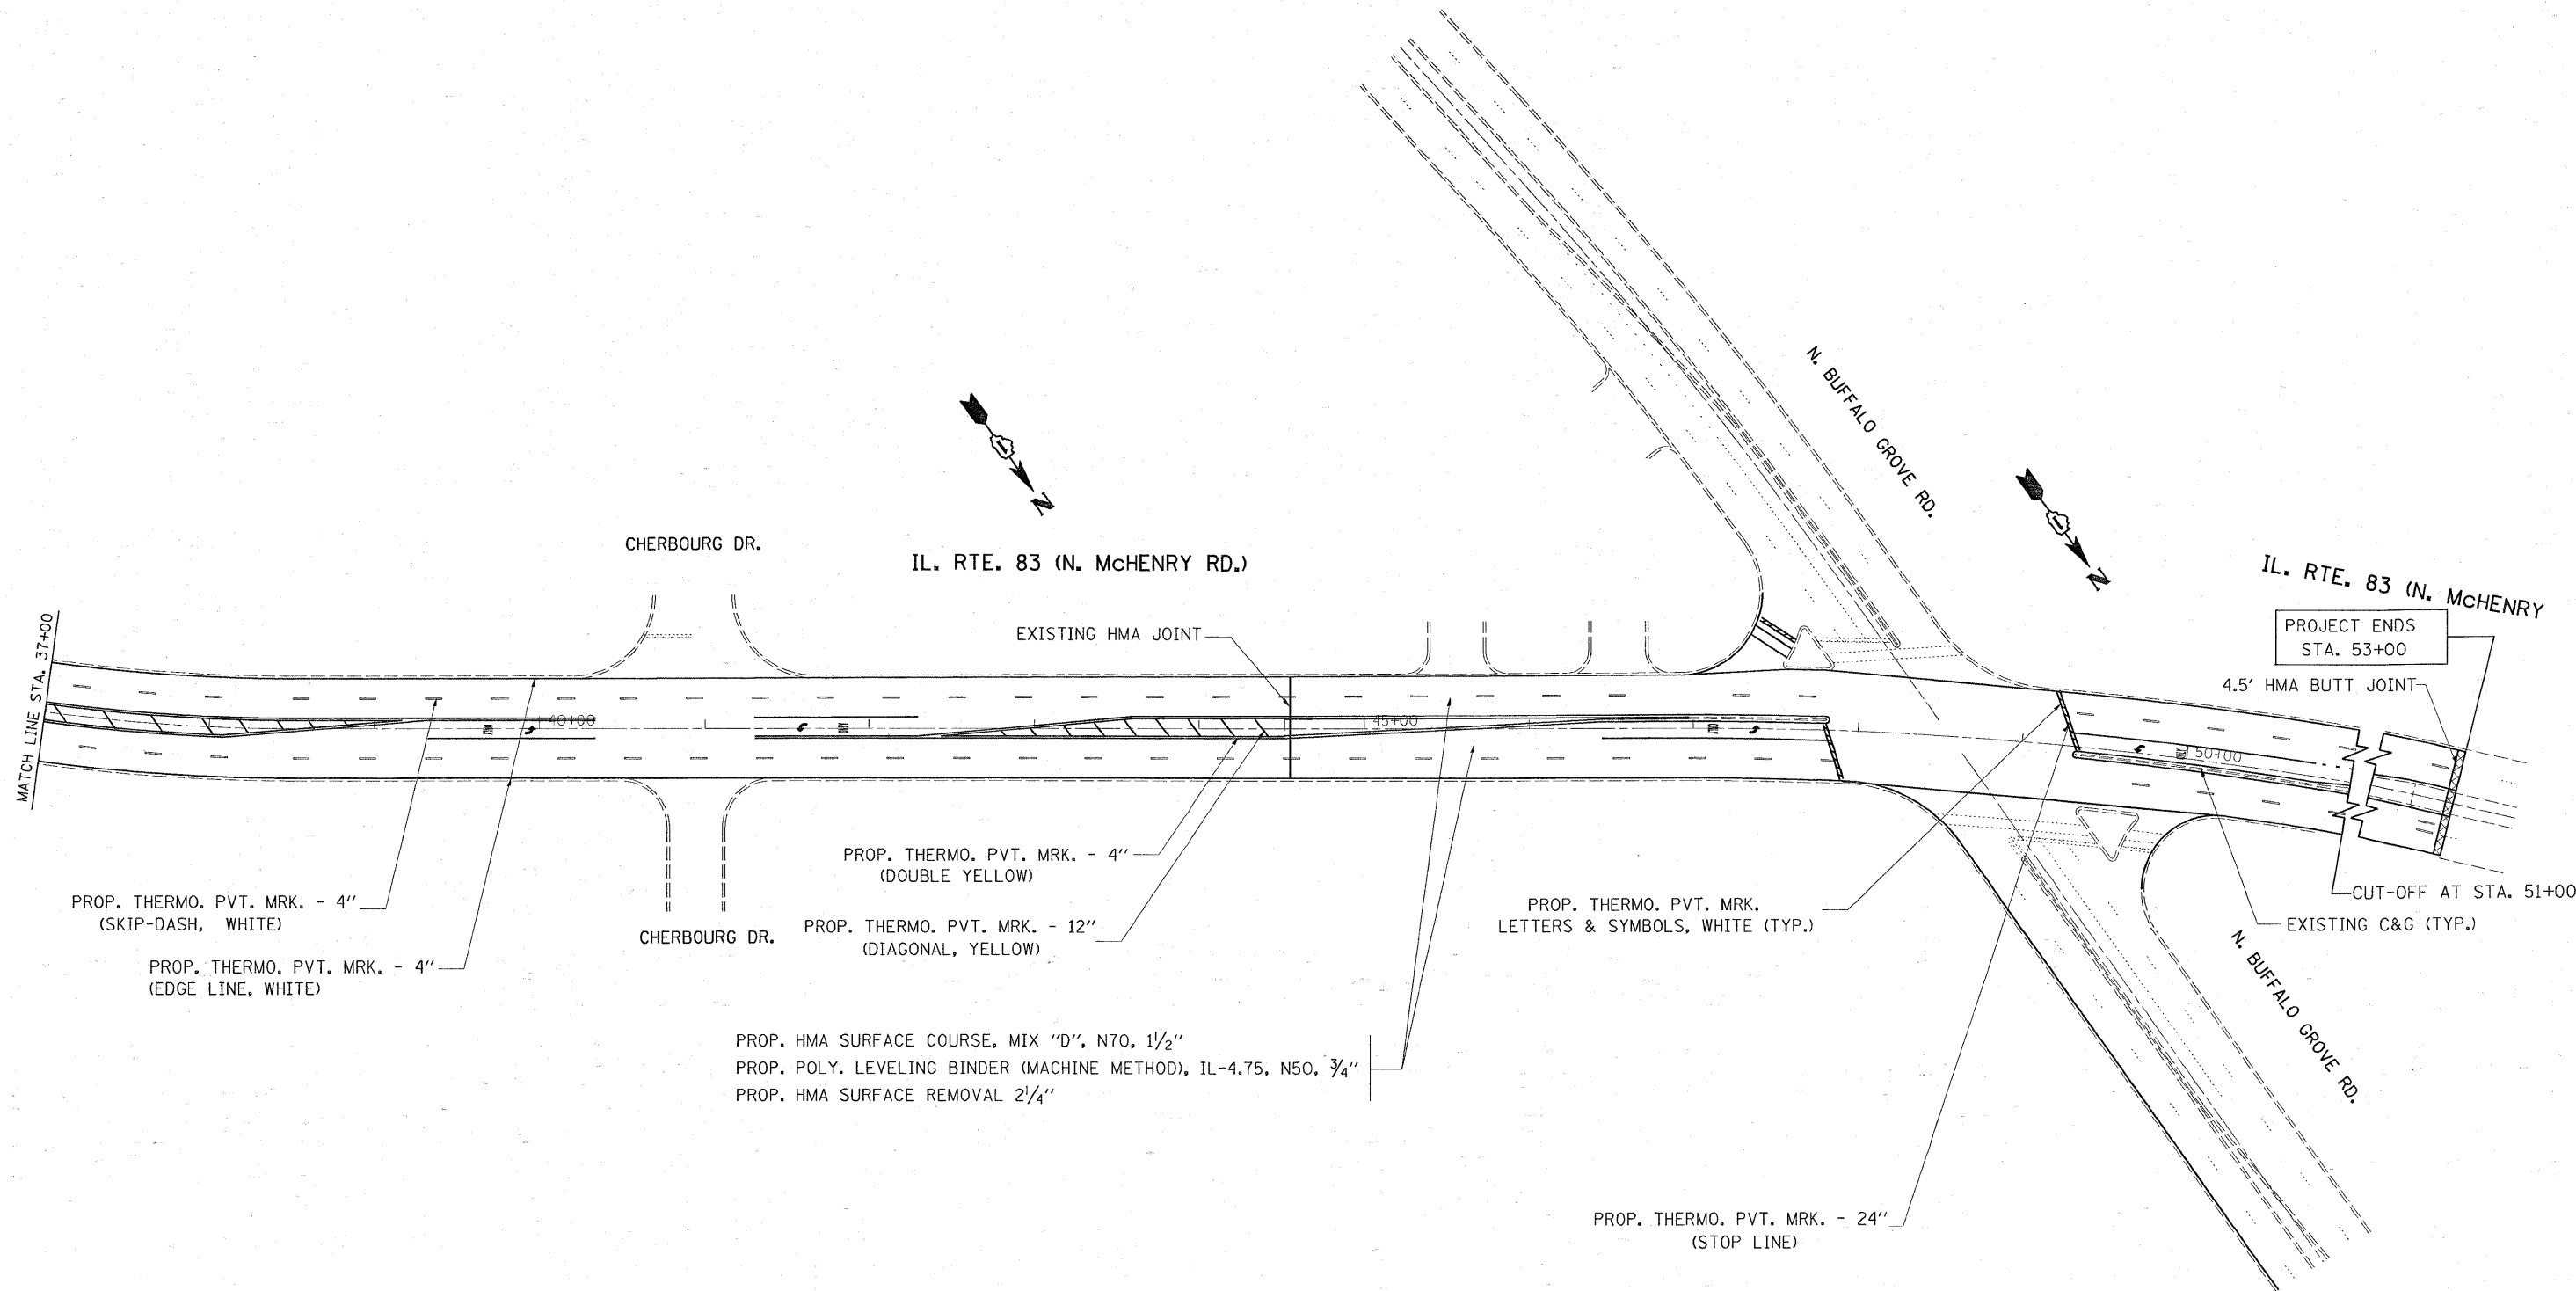 N. BUFFALO GROVE RD.
N
N
CHERBOURG DR.
IL. RTE. 83 (N. McHENRY RD.)
IL. RTE. 83 (N. McHENRY
PROJECT ENDS
STA. 53+00
4.5' HMA BUTT JOINT
EXISTING HMA JOINT
MATCH LINE STA. 37+00
40+00
45+00
50+00
CUT-OFF AT STA. 51+00
EXISTING C&G (TYP.)
PROP. THERMO. PVT. MRK. - 4"
(SKIP-DASH, WHITE)
PROP. THERMO. PVT. MRK. - 4"
(EDGE LINE, WHITE)
CHERBOURG DR.
PROP. THERMO. PVT. MRK. - 4"
(DOUBLE YELLOW)
PROP. THERMO. PVT. MRK. - 12"
(DIAGONAL, YELLOW)
PROP. THERMO. PVT. MRK.
LETTERS & SYMBOLS, WHITE (TYP.)
N. BUFFALO GROVE RD.
PROP. HMA SURFACE COURSE, MIX "D", N70, 1 1/2"
PROP. POLY. LEVELING BINDER (MACHINE METHOD), IL-4.75, N50, 3/4"
PROP. HMA SURFACE REMOVAL 2 1/4"
PROP. THERMO. PVT. MRK. - 24"
(STOP LINE)